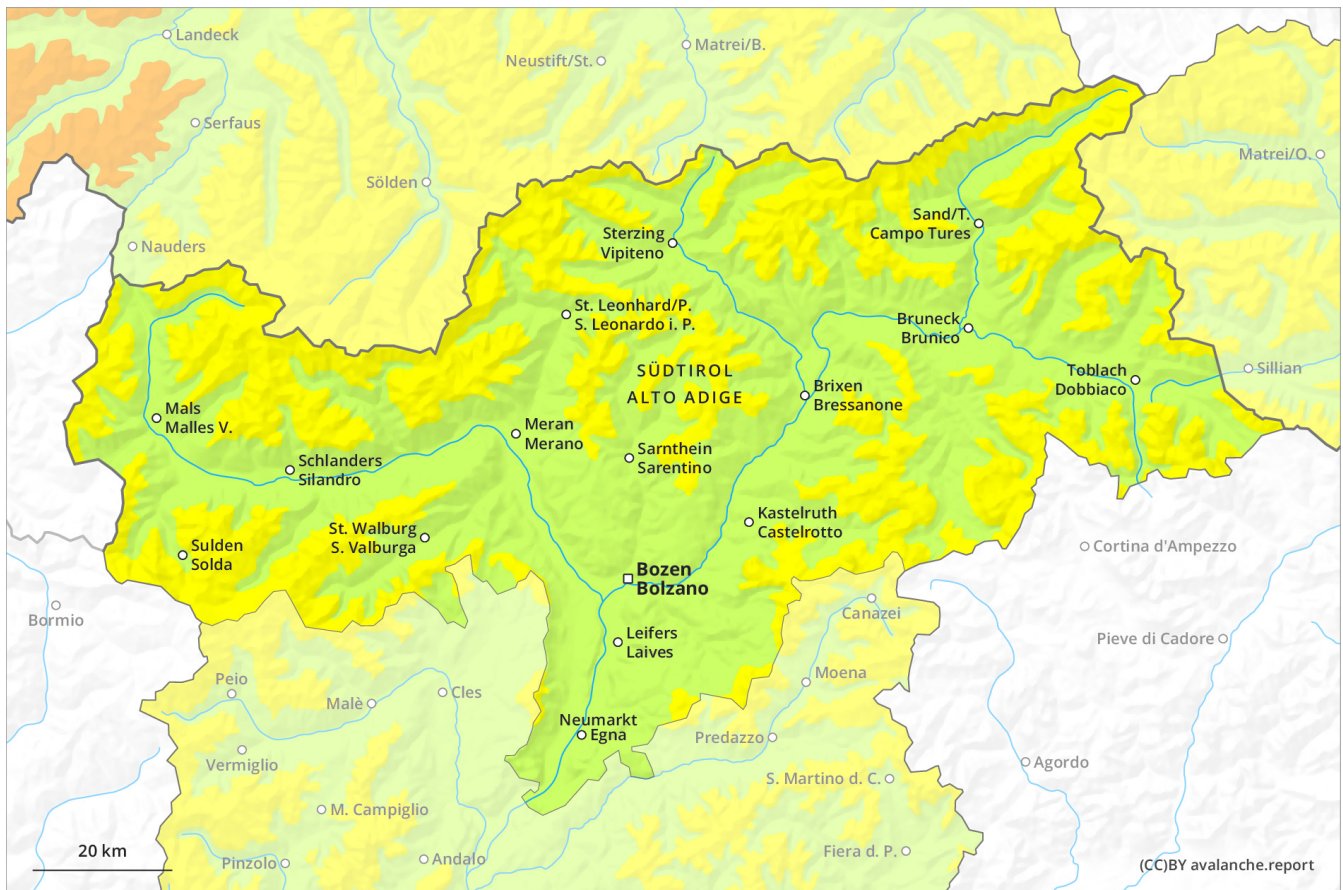 Landeck
Matrei/B.
Neustift/St.
Serfaus
Matrei/O.
Sölden
Sand/T.
Campo Tures
Sterzing
Vipiteno
Nauders
St. Leonhard/P.
S. Leonardo i. P.
Bruneck
Brunico
SÜDTIROL
ALTO ADIGE
Toblach
Dobbiaco
Sillian
Brixen
Bressanone
Mals
Malles V.
Meran
Merano
Sarnthein
Sarentino
Schlanders
Silandro
Kastelruth
Castelrotto
St. Walburg
S. Valburga
Sulden
Solda
Cortina d'Ampezzo
Bozen
Bolzano
Bormio
Canazei
Leifers
Laives
Pieve di Cadore
Peio
Moena
Malè
Cles
Neumarkt
Egna
Predazzo
Vermiglio
Agordo
S. Martino d. C.
M. Campiglio
20 km
Pinzolo
Andalo
Fiera d. P.
(CC)BY avalanche.report